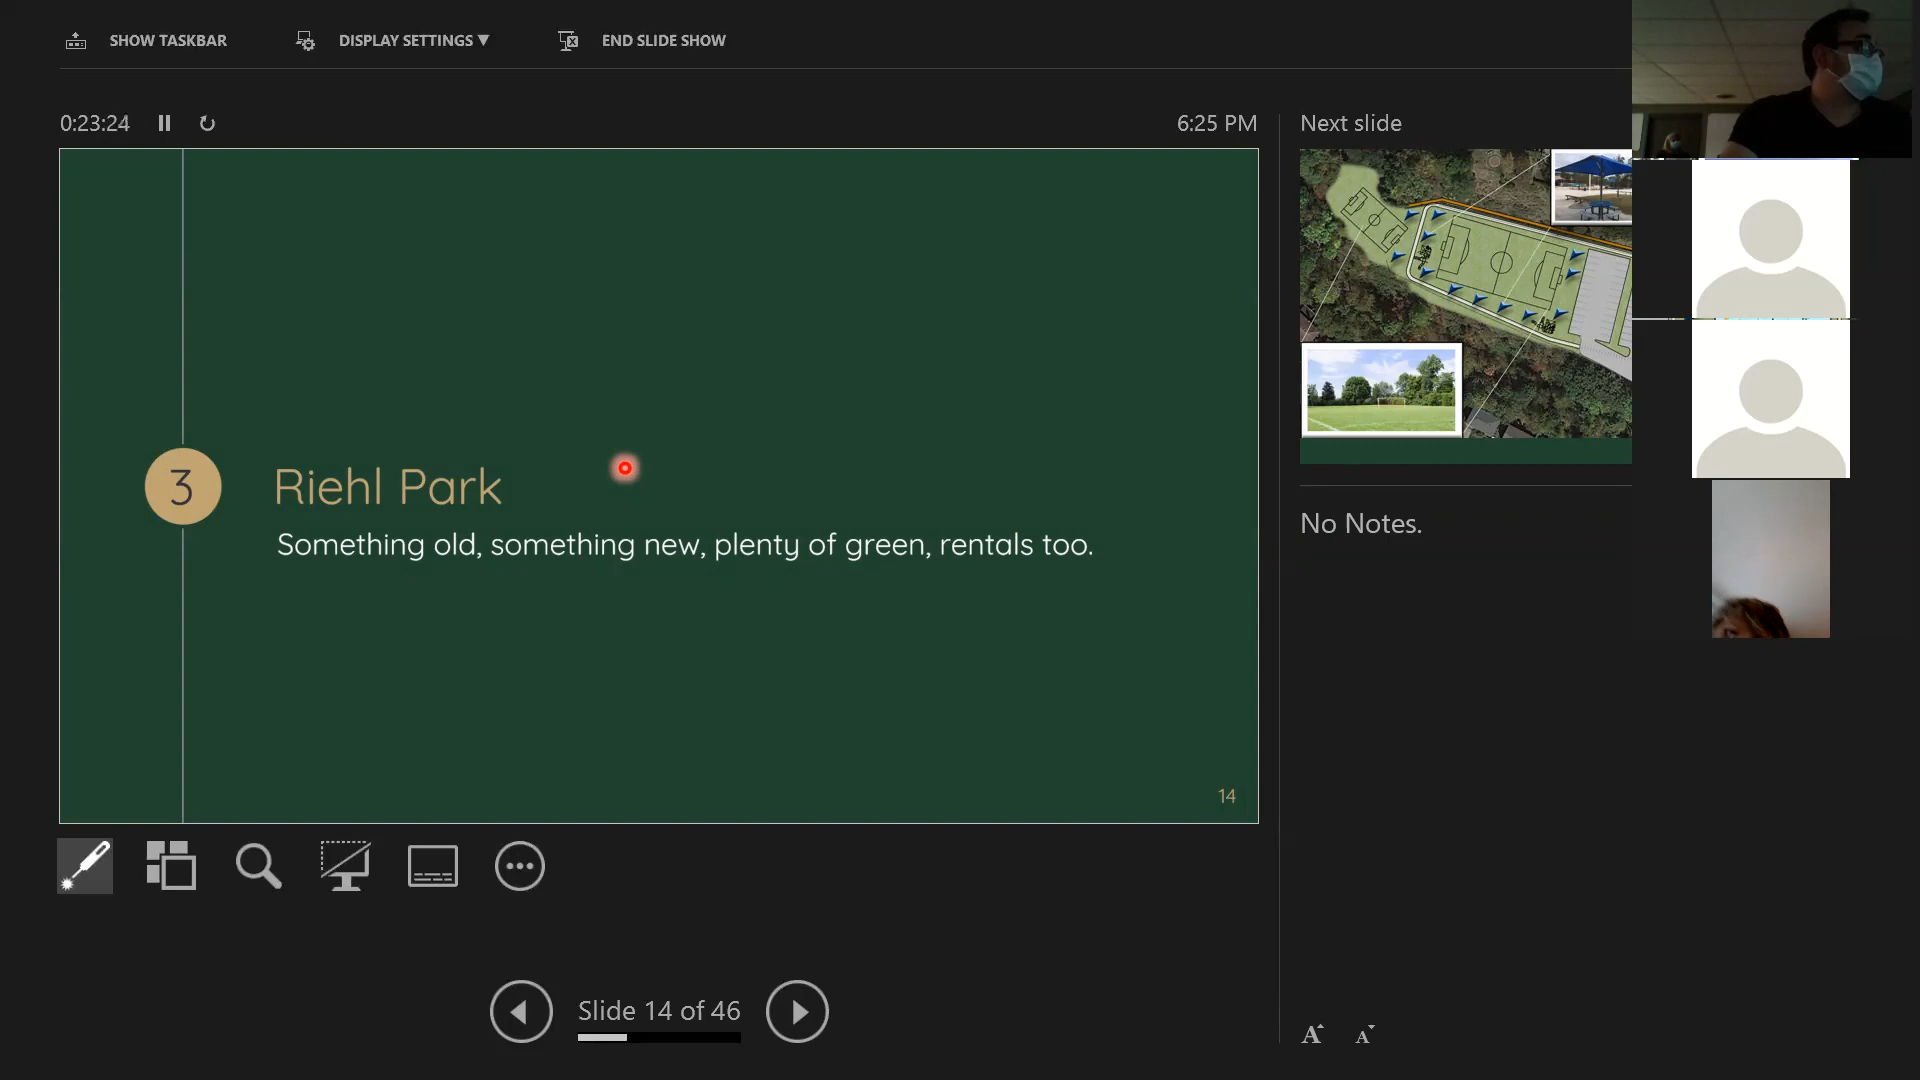 SHOW TASKBAR
DISPLAY SETTINGS ▼
END SLIDE SHOW
0:23:24
6:25 PM
Next slide
3
Riehl Park
Something old, something new, plenty of green, rentals too.
14
No Notes.
Slide 14 of 46
A A